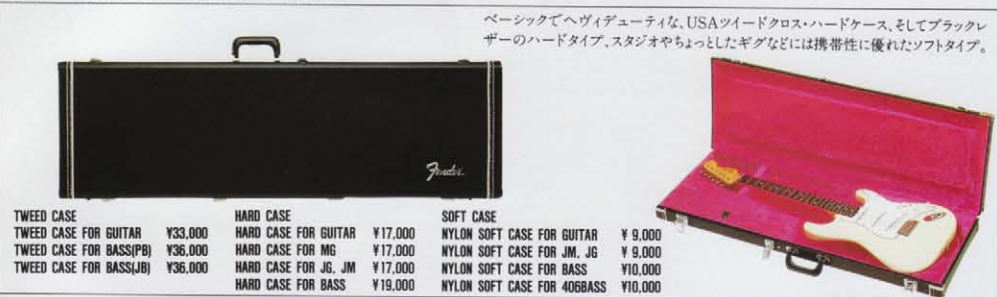 ベーシックでヘヴィデューティな、USAツイードクロス・ハードケース、そしてブラックレ
ザーのハードタイプ、スタジオやちょっとしたギグなどには携帯性に優れたソフトタイプ。
Fender
TWEED CASE
TWEED CASE FOR GUITAR ¥33,000
TWEED CASE FOR BASS(PB) ¥36,000
TWEED CASE FOR BASS(JB) ¥36,000
HARD CASE
HARD CASE FOR GUITAR ¥17,000
HARD CASE FOR MG ¥17,000
HARD CASE FOR JG, JM ¥17,000
HARD CASE FOR BASS ¥19,000
SOFT CASE
NYLON SOFT CASE FOR GUITAR ¥ 9,000
NYLON SOFT CASE FOR JM, JG ¥ 9,000
NYLON SOFT CASE FOR BASS ¥10,000
NYLON SOFT CASE FOR 406BASS ¥10,000